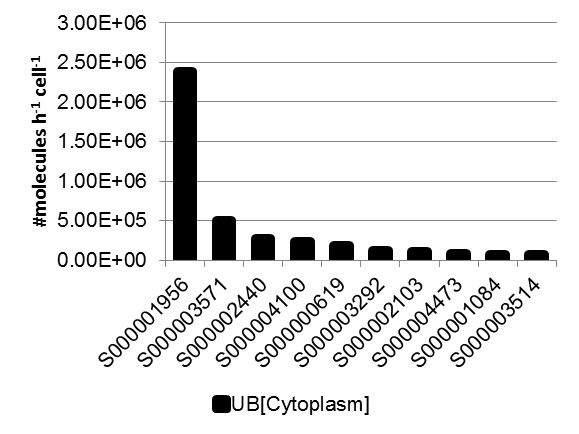 3.00E+06
2.50E+06
2.00E+06
1.50E+06
1.00E+06
5.00E+05
0.00E+00
#molecules h⁻¹ cell⁻¹
S000001956
S000003571
S000002440
S000004100
S000000619
S000003292
S000002103
S000004473
S000001084
S000003514
UB[Cytoplasm]